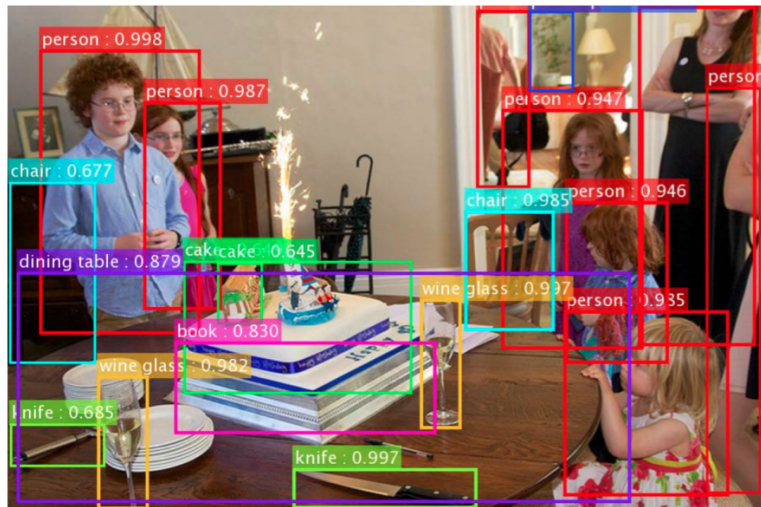 person : 0.998
person : 0.987
person : 0.947
person
chair : 0.677
person : 0.946
chair : 0.985
cake : 0.645
dining table : 0.879
wine glass : 0.997
person : 0.935
book : 0.830
HAPPY
wine glass : 0.982
knife : 0.685
knife : 0.997